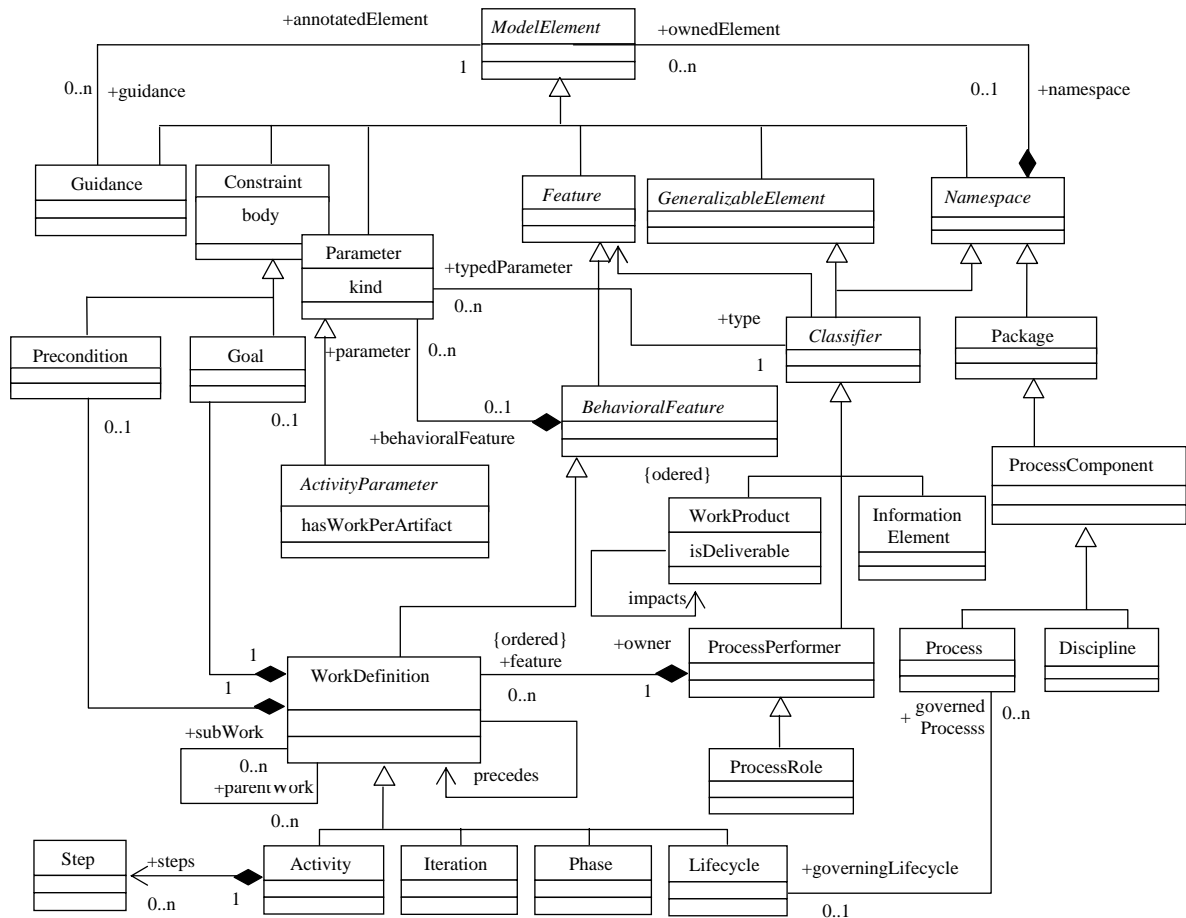 +annotatedElement
ModelElement
+ownedElement
1
0..n
0..n
+guidance
0..1
+namespace
Guidance
Constraint
body
Feature
GeneralizableElement
Namespace
Parameter
kind
+typedParameter
0..n
+type
1
Classifier
Package
Precondition
Goal
+parameter
0..n
0..1
0..1
0..1
+behavioralFeature
BehavioralFeature
ProcessComponent
ActivityParameter
hasWorkPerArtifact
{odered}
WorkProduct
isDeliverable
Information
Element
impacts
1
1
WorkDefinition
{ordered}
+feature
0..n
+owner
1
ProcessPerformer
Process
Discipline
+
governed
Processs
0..n
+subWork
0..n
+parentWork
0..n
precedes
ProcessRole
Step
+steps
0..n
1
Activity
Iteration
Phase
Lifecycle
+governingLifecycle
0..1